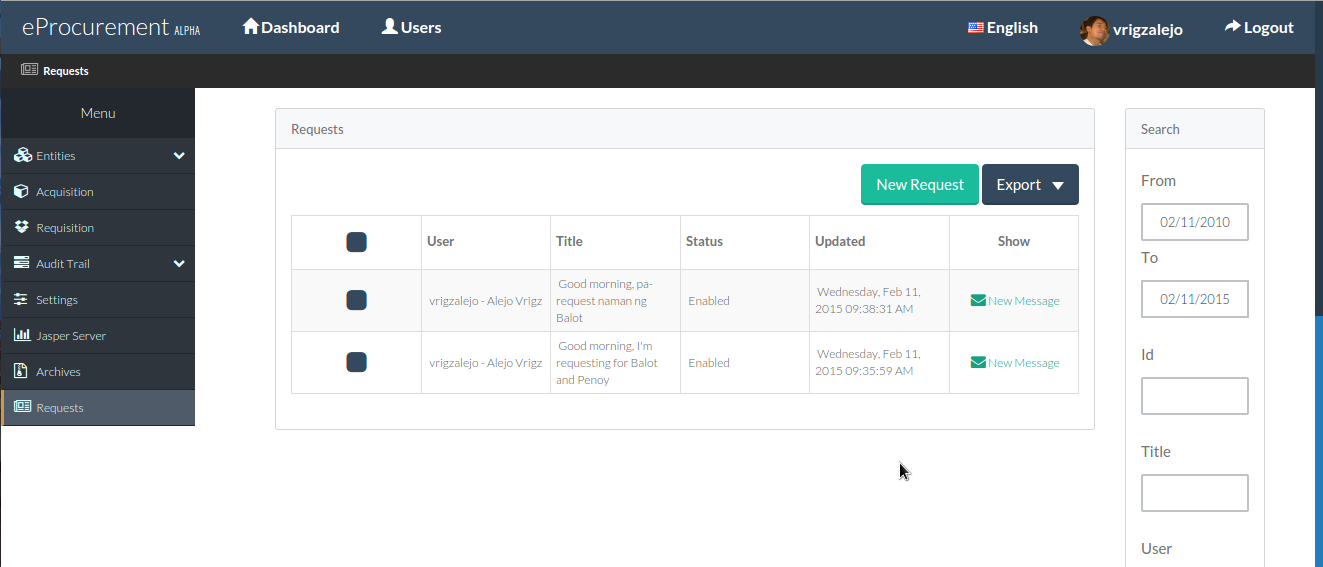 eProcurement ALPHA Dashboard Users English vrigzalejo Logout
Requests
Menu
Entities
Acquisition
Requisition
Audit Trail
Settings
Jasper Server
Archives
Requests
Requests
New Request Export
User Title Status Updated Show
vrigzalejo - Alejo Vrigz
Good morning, pa-
request naman ng
Balot
Enabled
Wednesday, Feb 11,
2015 09:38:31 AM
New Message
vrigzalejo - Alejo Vrigz
Good morning, I'm
requesting for Balot
and Penoy
Enabled
Wednesday, Feb 11,
2015 09:35:59 AM
New Message
Search
From
02/11/2010
To
02/11/2015
Id
Title
User